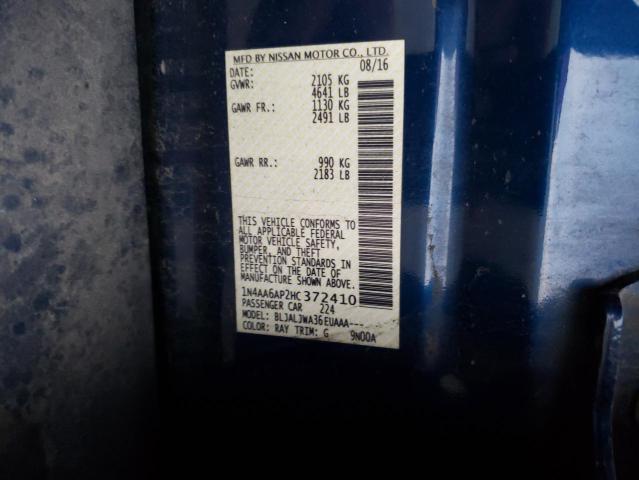 MFD BY NISSAN MOTOR CO., LTD.
DATE: 08/16
GVWR: 2105 KG
4641 LB
GAWR FR.: 1130 KG
2491 LB
GAWR RR.: 990 KG
2183 LB
THIS VEHICLE CONFORMS TO
ALL APPLICABLE FEDERAL
MOTOR VEHICLE SAFETY,
BUMPER, AND THEFT
PREVENTION STANDARDS IN
EFFECT ON THE DATE OF
MANUFACTURE SHOWN ABOVE.
1N4AA6AP2HC372410
PASSENGER CAR 224
MODEL: BLJALJWA36EUAAA---
COLOR: RAY TRIM: G 9N00A